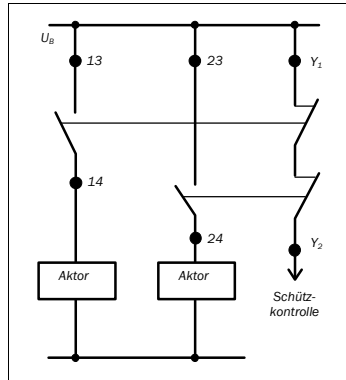 U_B
13
23
Y_1
14
24
Y_2
Aktor
Aktor
Schütz-
kontrolle